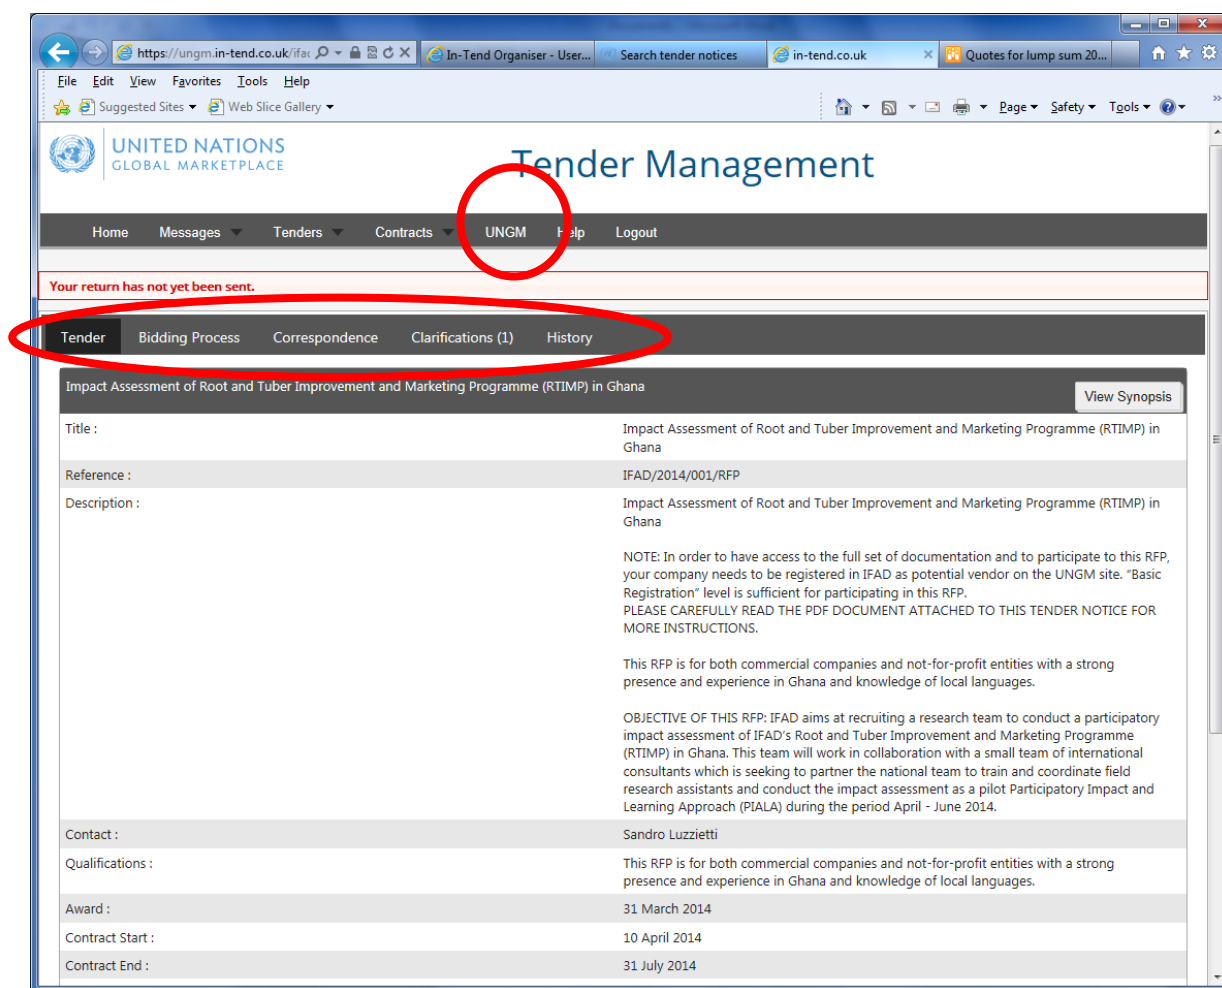 https://ungm.in-tend.co.uk/ifac
In-Tend Organiser - User...
Search tender notices
in-tend.co.uk
Quotes for lump sum 20...
File Edit View Favorites Tools Help
Suggested Sites Web Slice Gallery
Page Safety Tools
UNITED NATIONS
GLOBAL MARKETPLACE
Tender Management
Home Messages Tenders Contracts UNGM Help Logout
Your return has not yet been sent.
Tender Bidding Process Correspondence Clarifications (1) History
Impact Assessment of Root and Tuber Improvement and Marketing Programme (RTIMP) in Ghana
View Synopsis
Title : Impact Assessment of Root and Tuber Improvement and Marketing Programme (RTIMP) in
Ghana
Reference : IFAD/2014/001/RFP
Description : Impact Assessment of Root and Tuber Improvement and Marketing Programme (RTIMP) in
Ghana
NOTE: In order to have access to the full set of documentation and to participate to this RFP,
your company needs to be registered in IFAD as potential vendor on the UNGM site. “Basic
Registration” level is sufficient for participating in this RFP.
PLEASE CAREFULLY READ THE PDF DOCUMENT ATTACHED TO THIS TENDER NOTICE FOR
MORE INSTRUCTIONS.
This RFP is for both commercial companies and not-for-profit entities with a strong
presence and experience in Ghana and knowledge of local languages.
OBJECTIVE OF THIS RFP: IFAD aims at recruiting a research team to conduct a participatory
impact assessment of IFAD’s Root and Tuber Improvement and Marketing Programme
(RTIMP) in Ghana. This team will work in collaboration with a small team of international
consultants which is seeking to partner the national team to train and coordinate field
research assistants and conduct the impact assessment as a pilot Participatory Impact and
Learning Approach (PIALA) during the period April - June 2014.
Contact : Sandro Luzzietti
Qualifications : This RFP is for both commercial companies and not-for-profit entities with a strong
presence and experience in Ghana and knowledge of local languages.
Award : 31 March 2014
Contract Start : 10 April 2014
Contract End : 31 July 2014